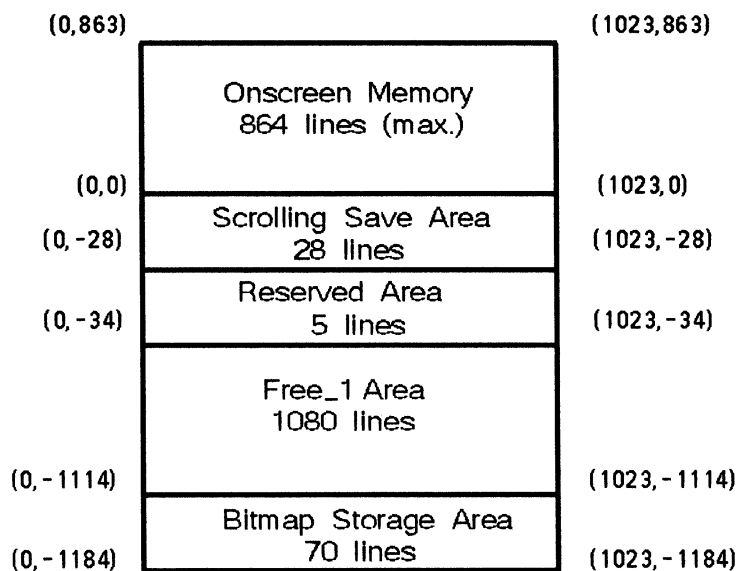 (0,863) (1023,863)
Onscreen Memory
864 lines (max.)
(0,0) (1023,0)
Scrolling Save Area
(0,-28) 28 lines (1023,-28)
Reserved Area
(0,-34) 5 lines (1023,-34)
Free_1 Area
1080 lines
(0,-1114) (1023,-1114)
Bitmap Storage Area
(0,-1184) 70 lines (1023,-1184)